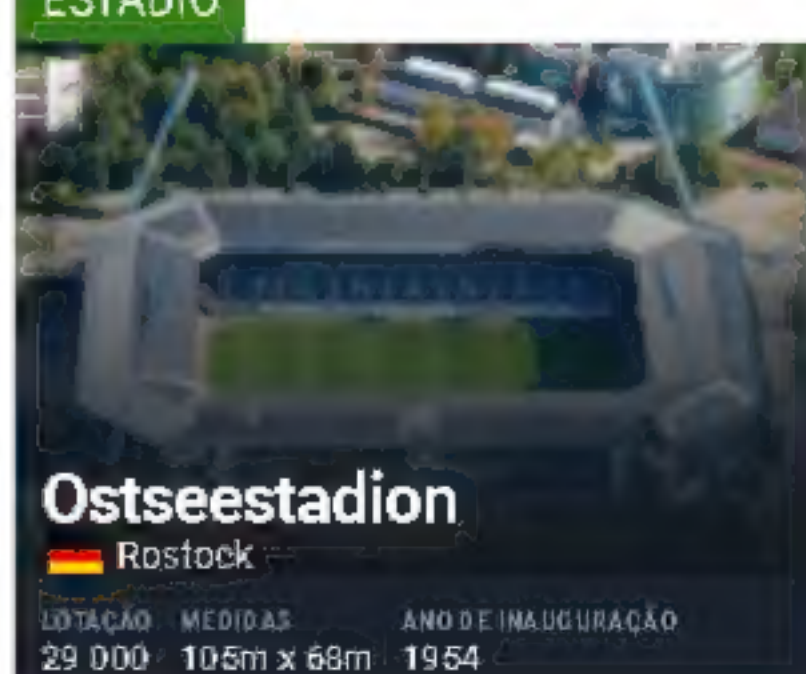 ESTÁDIO
Ostseestadion
Rostock
LOTAÇÃO MEDIDAS ANO DE INAUGURAÇÃO
29 000 105m x 68m 1954